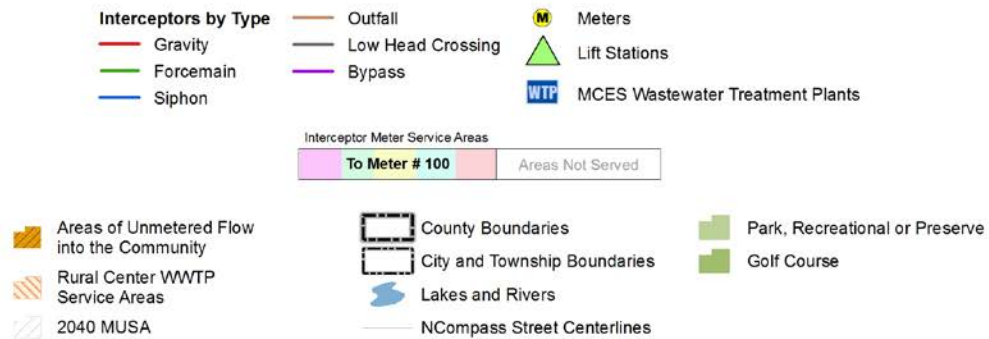 Interceptors by Type
Gravity
Forcemain
Siphon
Outfall
Low Head Crossing
Bypass
M Meters
Lift Stations
WTP MCES Wastewater Treatment Plants
Interceptor Meter Service Areas
To Meter # 100
Areas Not Served
Areas of Unmetered Flow
into the Community
Rural Center WWTP
Service Areas
2040 MUSA
County Boundaries
City and Township Boundaries
Lakes and Rivers
NCompass Street Centerlines
Park, Recreational or Preserve
Golf Course